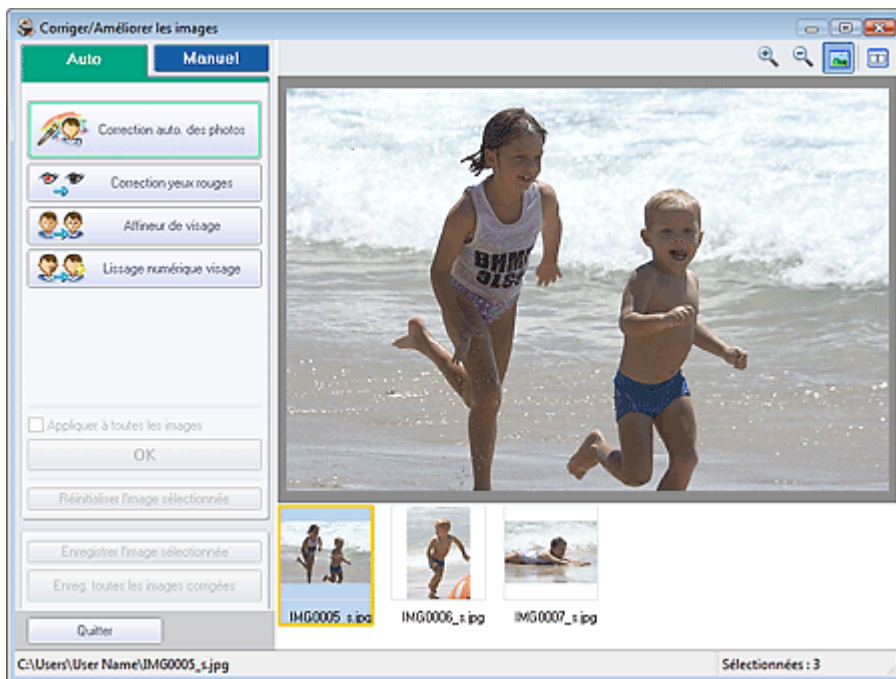 Corriger/Améliorer les images
Auto
Manuel
Correction auto. des photos
Correction yeux rouges
Affineur de visage
Lissage numérique visage
Appliquer à toutes les images
OK
Réinitialiser l'image sélectionnée
Enregistrer l'image sélectionnée
Enreg. toutes les images corrigées
Quitter
IMG0005_s.jpg
IMG0006_s.jpg
IMG0007_s.jpg
C:\Users\User Name\IMG0005_s.jpg
Sélectionnées : 3